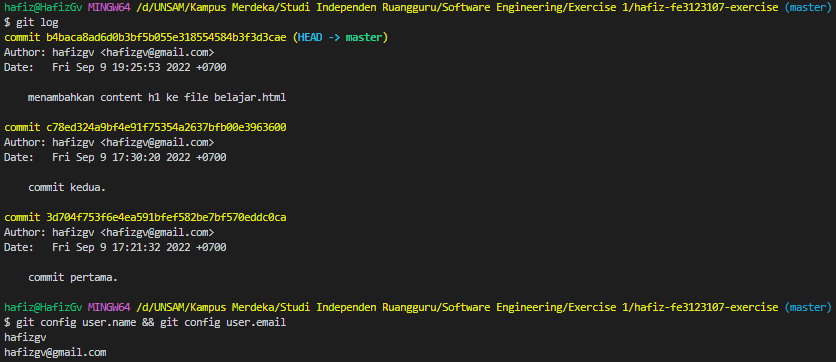 hafiz@HafizGv MINGW64 /d/UNSAM/Kampus Merdeka/Studi Independen Ruangguru/Software Engineering/Exercise 1/hafiz-fe3123107-exercise (master)
$ git log
commit b4baca8ad6d0b3bf5b055e318554584b3f3d3cae (HEAD -> master)
Author: hafizgv <hafizgv@gmail.com>
Date:   Fri Sep 9 19:25:53 2022 +0700
    menambahkan content h1 ke file belajar.html
commit c78ed324a9bf4e91f75354a2637bfb00e3963600
Author: hafizgv <hafizgv@gmail.com>
Date:   Fri Sep 9 17:30:20 2022 +0700
    commit kedua.
commit 3d704f753f6e4ea591bfef582be7bf570eddc0ca
Author: hafizgv <hafizgv@gmail.com>
Date:   Fri Sep 9 17:21:32 2022 +0700
    commit pertama.
hafiz@HafizGv MINGW64 /d/UNSAM/Kampus Merdeka/Studi Independen Ruangguru/Software Engineering/Exercise 1/hafiz-fe3123107-exercise (master)
$ git config user.name && git config user.email
hafizgv
hafizgv@gmail.com